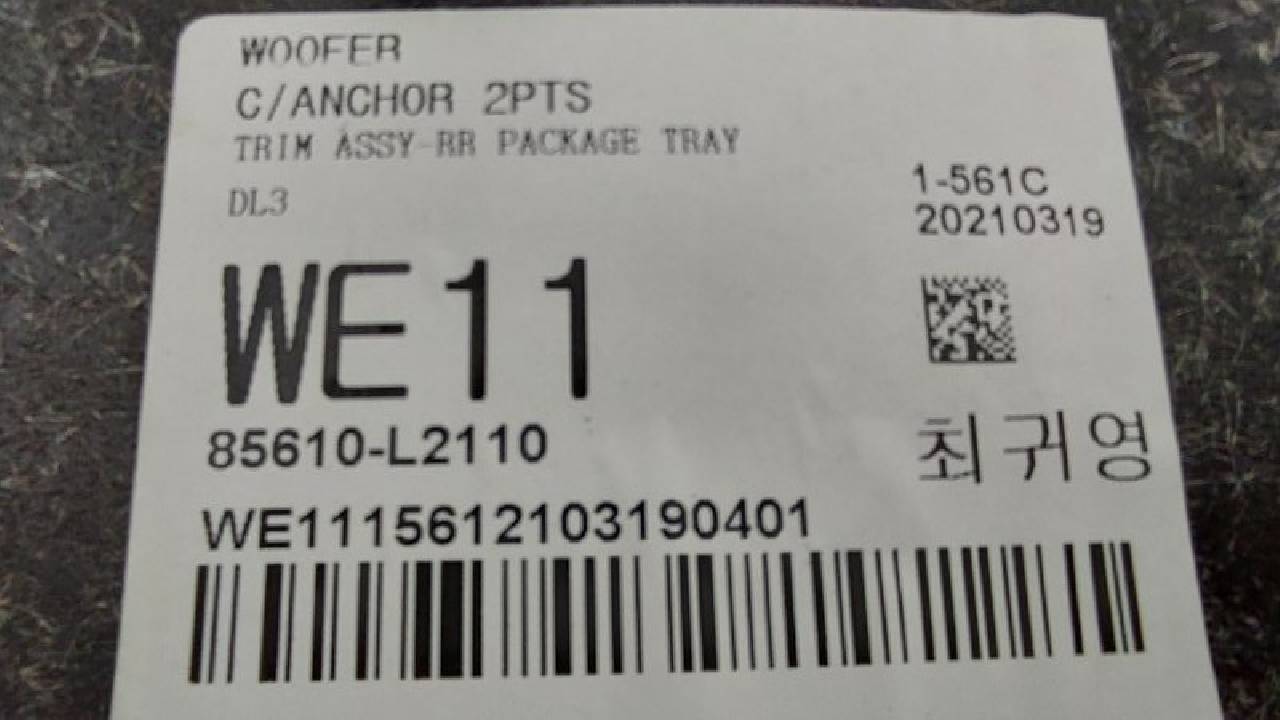 WOOFER
C/ANCHOR 2PTS
TRIM ASSY-RR PACKAGE TRAY
DL3
1-561C
20210319
WE11
85610-L2110
최귀영
WE1115612103190401